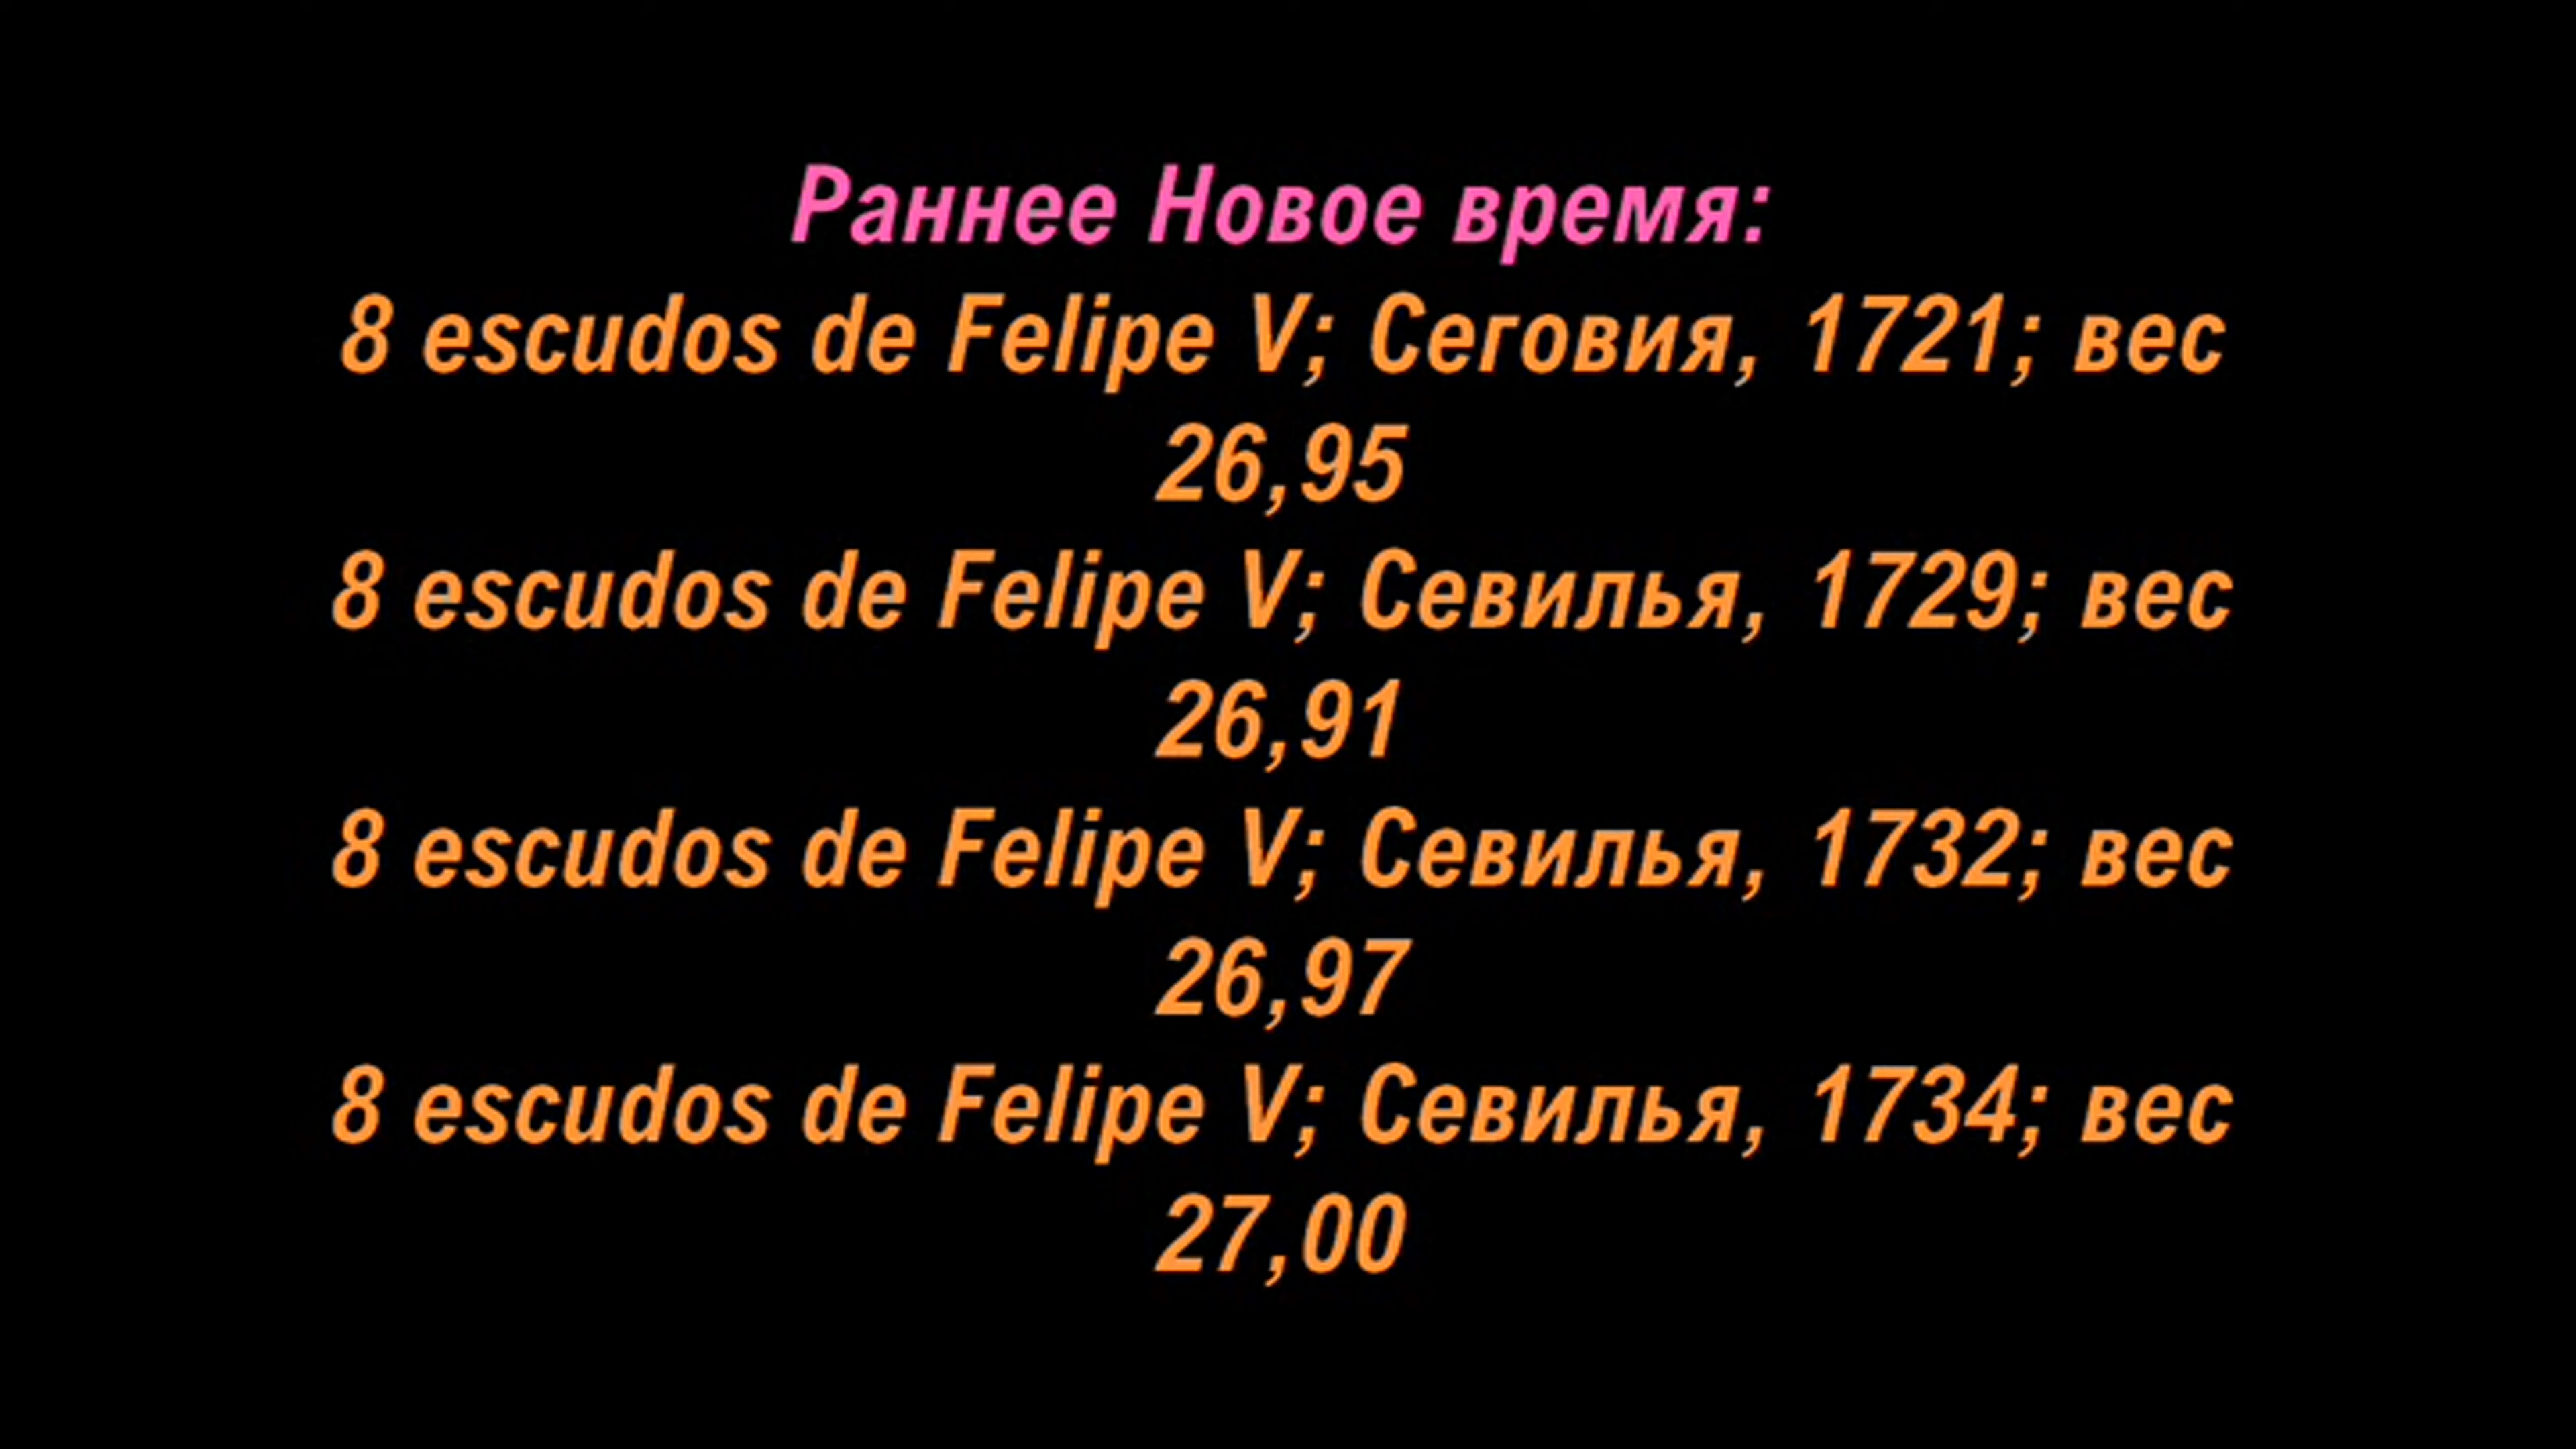 Раннее Новое время:
8 escudos de Felipe V; Сеговия, 1721; вес
26,95
8 escudos de Felipe V; Севилья, 1729; вес
26,91
8 escudos de Felipe V; Севилья, 1732; вес
26,97
8 escudos de Felipe V; Севилья, 1734; вес
27,00